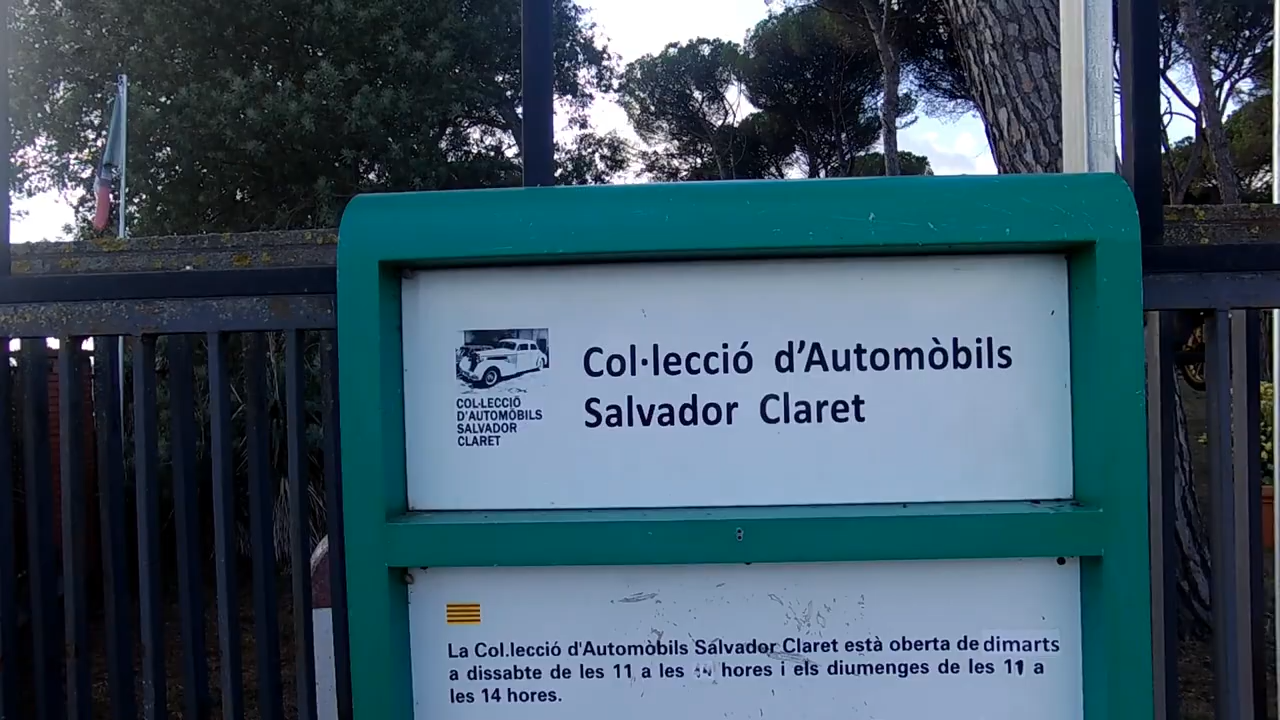 Col·lecció d'Automòbils
Salvador Claret
COL·LECCIÓ
D'AUTOMÒBILS
SALVADOR
CLARET
La Col.lecció d'Automòbils Salvador Claret està oberta de dimarts
a dissabte de les 11 a les hores i els diumenges de les 11 a
les 14 hores.